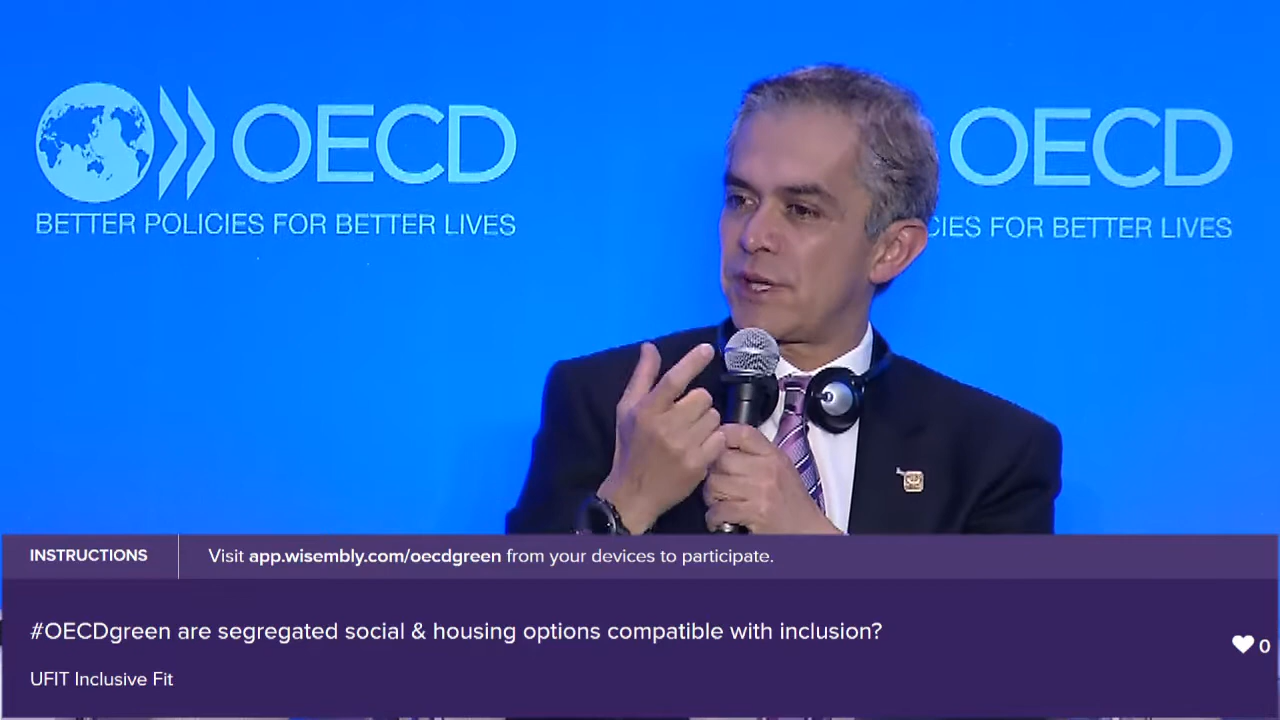 OECD
BETTER POLICIES FOR BETTER LIVES
OECD
CIES FOR BETTER LIVES
INSTRUCTIONS
Visit app.wisembly.com/oecdgreen from your devices to participate.
#OECDgreen are segregated social & housing options compatible with inclusion?
0
UFIT Inclusive Fit